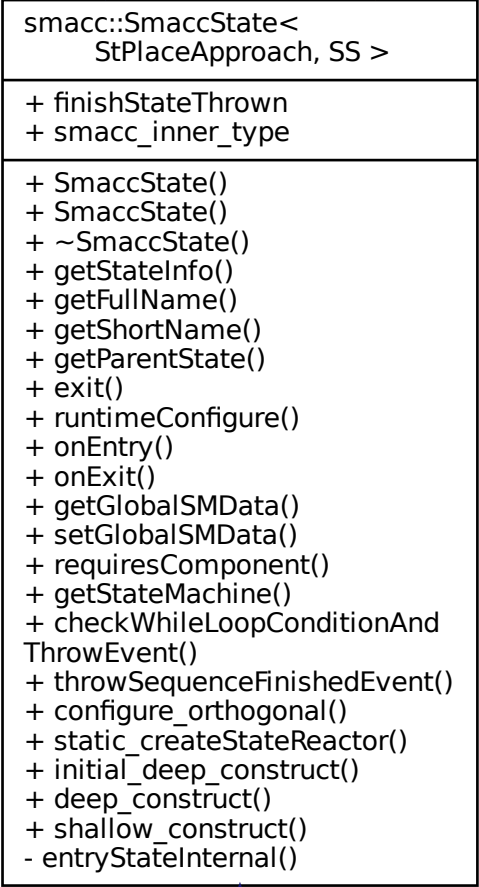 smacc::SmaccState<
StPlaceApproach, SS >
+ finishStateThrown
+ smacc_inner_type
+ SmaccState()
+ SmaccState()
+ ~SmaccState()
+ getStateInfo()
+ getFullName()
+ getShortName()
+ getParentState()
+ exit()
+ runtimeConfigure()
+ onEntry()
+ onExit()
+ getGlobalSMData()
+ setGlobalSMData()
+ requiresComponent()
+ getStateMachine()
+ checkWhileLoopConditionAnd
ThrowEvent()
+ throwSequenceFinishedEvent()
+ configure_orthogonal()
+ static_createStateReactor()
+ initial_deep_construct()
+ deep_construct()
+ shallow_construct()
- entryStateInternal()